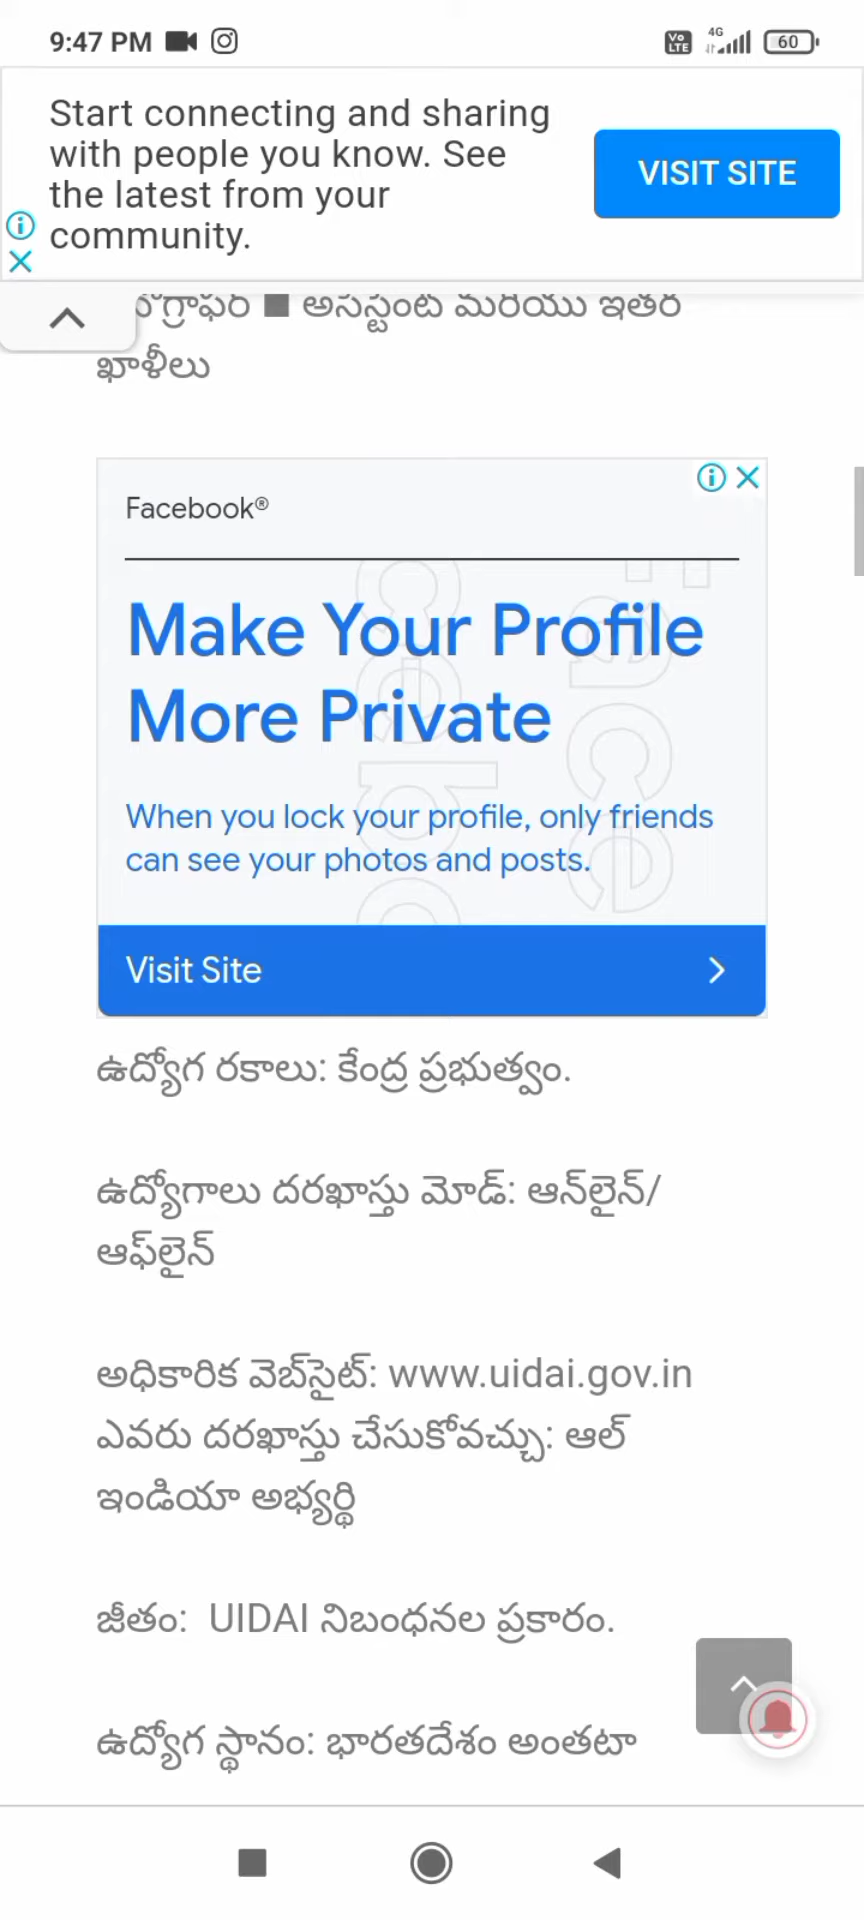 9:47 PM
Vo LTE 4G 60
Start connecting and sharing
with people you know. See
the latest from your
community.
VISIT SITE
అసిస్టెంట్ మరియు ఇతర
ఖాళీలు
Facebook®
Make Your Profile
More Private
When you lock your profile, only friends
can see your photos and posts.
Visit Site
ఉద్యోగ రకాలు: కేంద్ర ప్రభుత్వం.
ఉద్యోగాలు దరఖాస్తు మోడ్: ఆన్‌లైన్/
ఆఫ్‌లైన్
అధికారిక వెబ్‌సైట్: www.uidai.gov.in
ఎవరు దరఖాస్తు చేసుకోవచ్చు: ఆల్
ఇండియా అభ్యర్థి
జీతం: UIDAI నిబంధనల ప్రకారం.
ఉద్యోగ స్థానం: భారతదేశం అంతటా